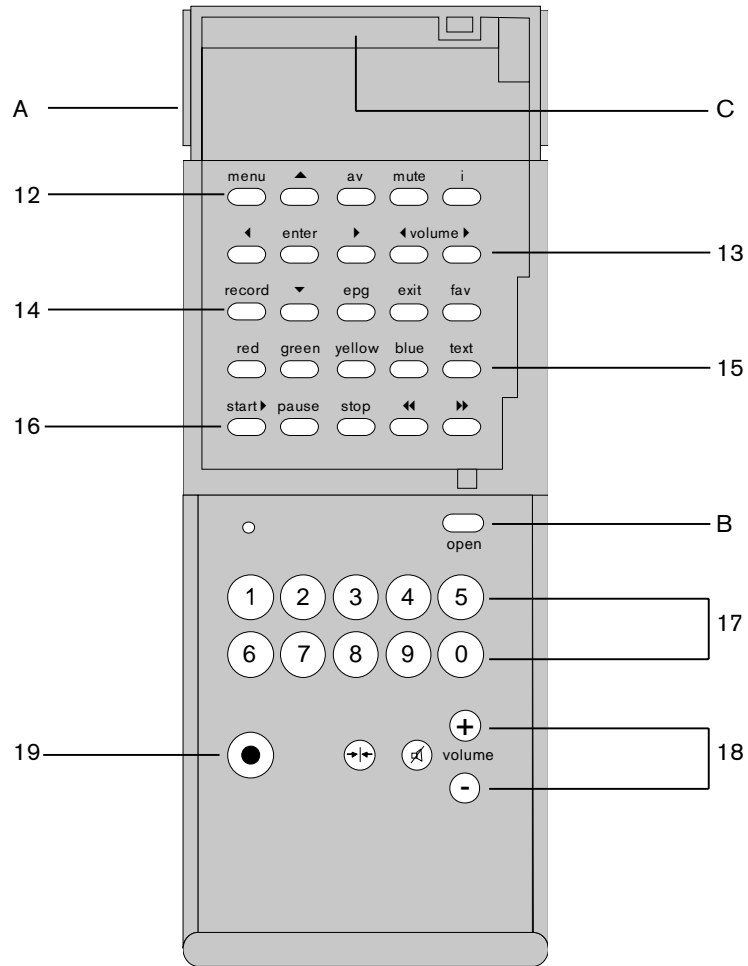 A C
menu ▲ av mute i
12
◀ enter ▶ ◀ volume ▶
13
record ▼ epg exit fav
14
red green yellow blue text
15
start ▶ pause stop ◀◀ ▶▶
16
B
open
1 2 3 4 5
17
6 7 8 9 0
+
19 volume 18
-